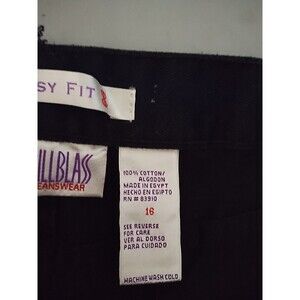 SY FIT
ILLBLASS
EANSWEAR
100% COTTON/
ALGODON
MADE IN EGYPT
HECHO EN EGIPTO
RN # 83910
16
SEE REVERSE
FOR CARE
VER AL DORSO
PARA CUIDADO
MACHINE WASH COLD